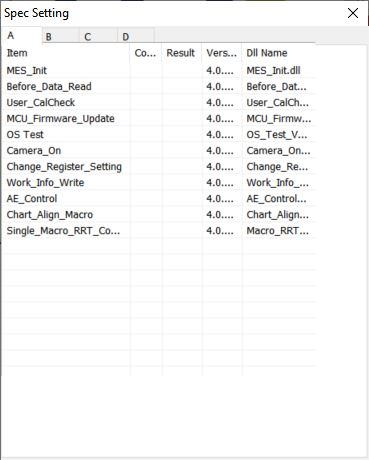 Spec Setting
A B C D
Item Co... Result Vers... Dll Name
MES_Init 4.0.... MES_Init.dll
Before_Data_Read 4.0.... Before_Dat...
User_CalCheck 4.0.... User_CalCh...
MCU_Firmware_Update 4.0.... MCU_Firmw...
OS Test 4.0.... OS_Test_V...
Camera_On 4.0.... Camera_On...
Change_Register_Setting 4.0.... Change_Re...
Work_Info_Write 4.0.... Work_Info_...
AE_Control 4.0.... AE_Control...
Chart_Align_Macro 4.0.... Chart_Align...
Single_Macro_RRT_Co... 4.0.... Macro_RRT...